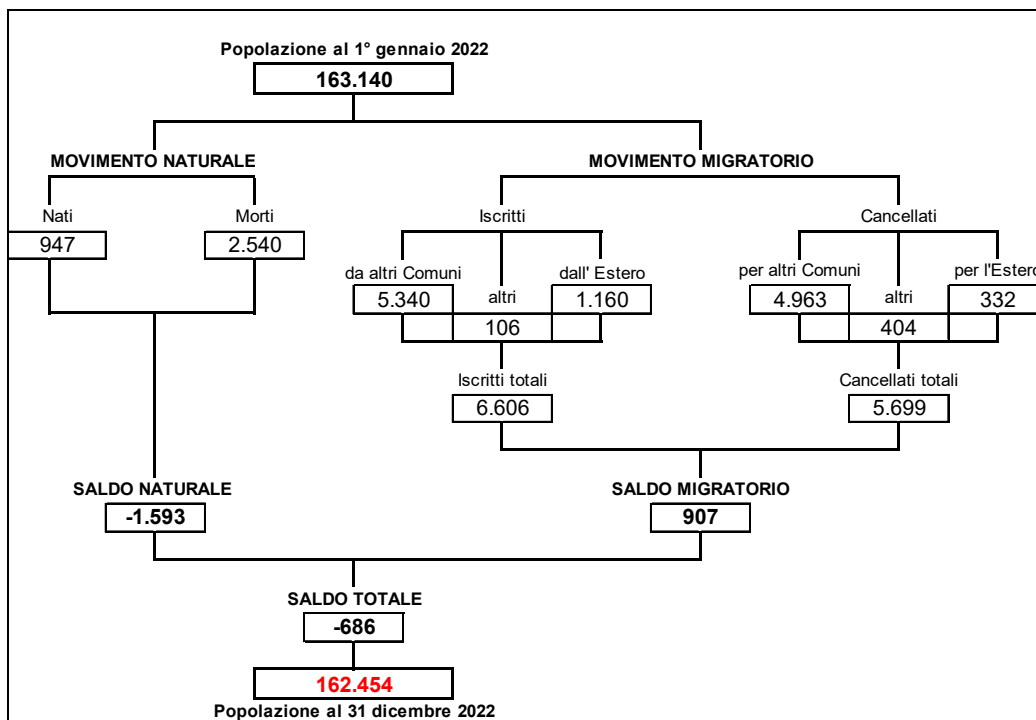 Popolazione al 1° gennaio 2022
163.140
MOVIMENTO NATURALE
MOVIMENTO MIGRATORIO
Nati
Morti
Iscritti
Cancellati
947
2.540
da altri Comuni
altri
dall' Estero
per altri Comuni
altri
per l'Estero
5.340
106
1.160
4.963
404
332
Iscritti totali
Cancellati totali
6.606
5.699
SALDO NATURALE
SALDO MIGRATORIO
-1.593
907
SALDO TOTALE
-686
162.454
Popolazione al 31 dicembre 2022